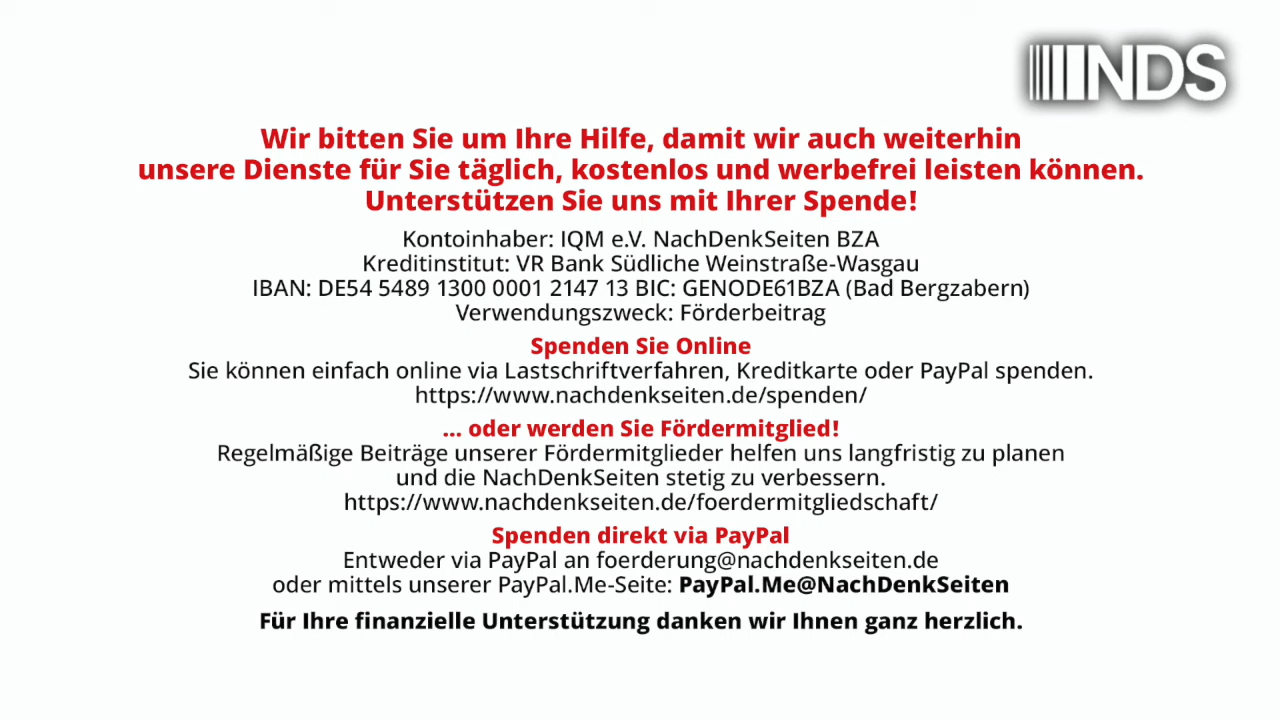 NDS
Wir bitten Sie um Ihre Hilfe, damit wir auch weiterhin
unsere Dienste für Sie täglich, kostenlos und werbefrei leisten können.
Unterstützen Sie uns mit Ihrer Spende!
Kontoinhaber: IQM e.V. NachDenkSeiten BZA
Kreditinstitut: VR Bank Südliche Weinstraße-Wasgau
IBAN: DE54 5489 1300 0001 2147 13 BIC: GENODE61BZA (Bad Bergzabern)
Verwendungszweck: Förderbeitrag
Spenden Sie Online
Sie können einfach online via Lastschriftverfahren, Kreditkarte oder PayPal spenden.
https://www.nachdenkseiten.de/spenden/
... oder werden Sie Fördermitglied!
Regelmäßige Beiträge unserer Fördermitglieder helfen uns langfristig zu planen
und die NachDenkSeiten stetig zu verbessern.
https://www.nachdenkseiten.de/foerdermitgliedschaft/
Spenden direkt via PayPal
Entweder via PayPal an foerderung@nachdenkseiten.de
oder mittels unserer PayPal.Me-Seite: PayPal.Me@NachDenkSeiten
Für Ihre finanzielle Unterstützung danken wir Ihnen ganz herzlich.